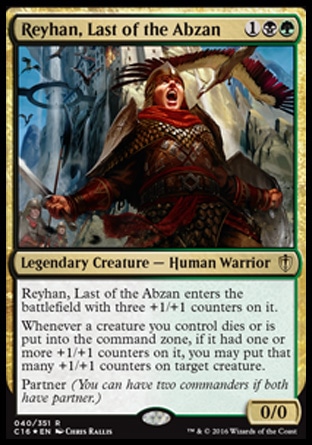 Reyhan, Last of the Abzan 1
Legendary Creature — Human Warrior
Reyhan, Last of the Abzan enters the
battlefield with three +1/+1 counters on it.
Whenever a creature you control dies or is
put into the command zone, if it had one or
more +1/+1 counters on it, you may put that
many +1/+1 counters on target creature.
Partner (You can have two commanders if both
have partner.)
0/0
040/351 R
C16 ★ EN Chris Rallis
™ & © 2016 Wizards of the Coast